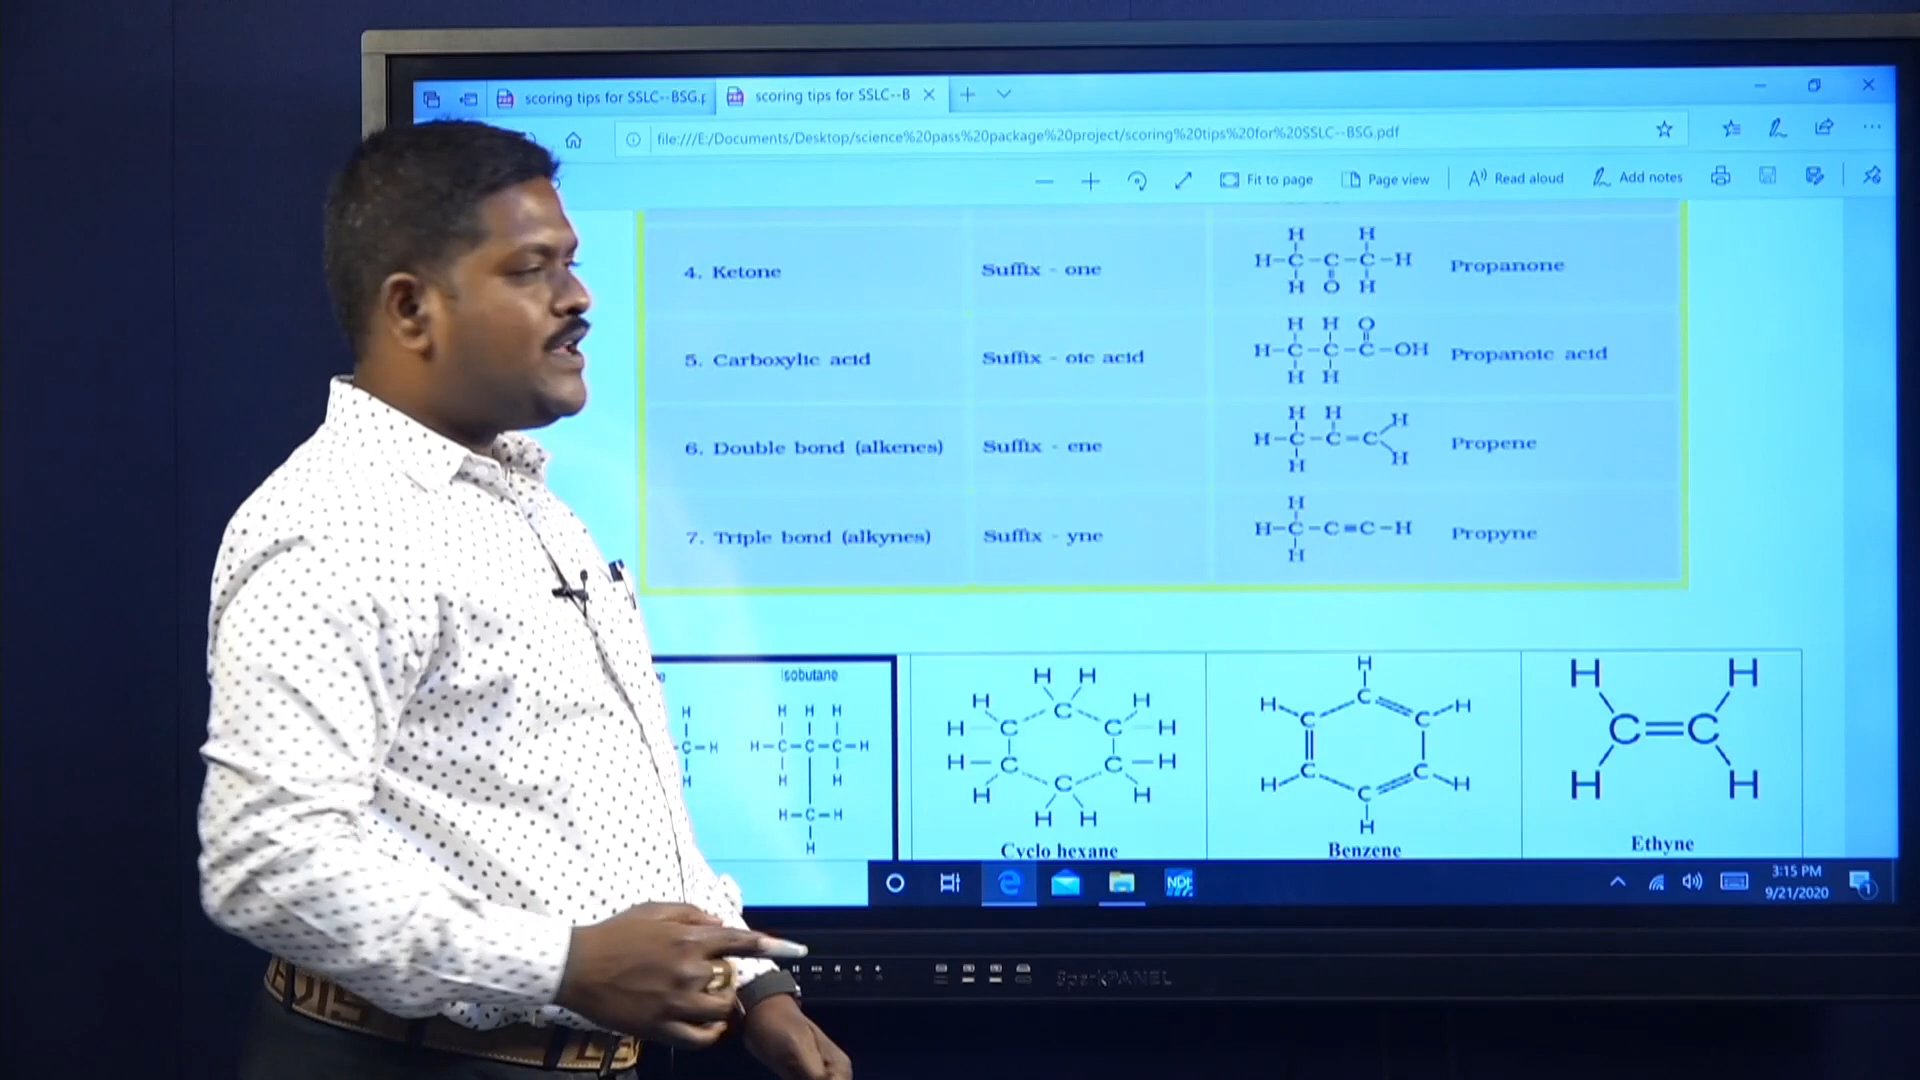 scoring tips for SSLC--BSG.p
scoring tips for SSLC--B
file:///E:/Documents/Desktop/science%20pass%20package%20project/scoring%20tips%20for%20SSLC--BSG.pdf
Fit to page
Page view
Read aloud
Add notes
4. Ketone
Suffix - one
H H
H-C-C-C-H
H O H
Propanone
5. Carboxylic acid
Suffix - oic acid
H H O
H-C-C-C-OH
H H
Propanoic acid
6. Double bond (alkenes)
Suffix - ene
H H H
H-C-C=C
H H
Propene
7. Triple bond (alkynes)
Suffix - yne
H
H-C-C≡C-H
H
Propyne
H
C-H
H
Isobutane
H H H
H-C-C-C-H
H H
H-C-H
H
H H
H H
H C C C H
H-C C-H
H C H
H H
Cyclo hexane
H
H C H
C C
C C
H C H
H
Benzene
H H
C=C
H H
Ethyne
NDI
3:15 PM
9/21/2020
1
SparkPANEL